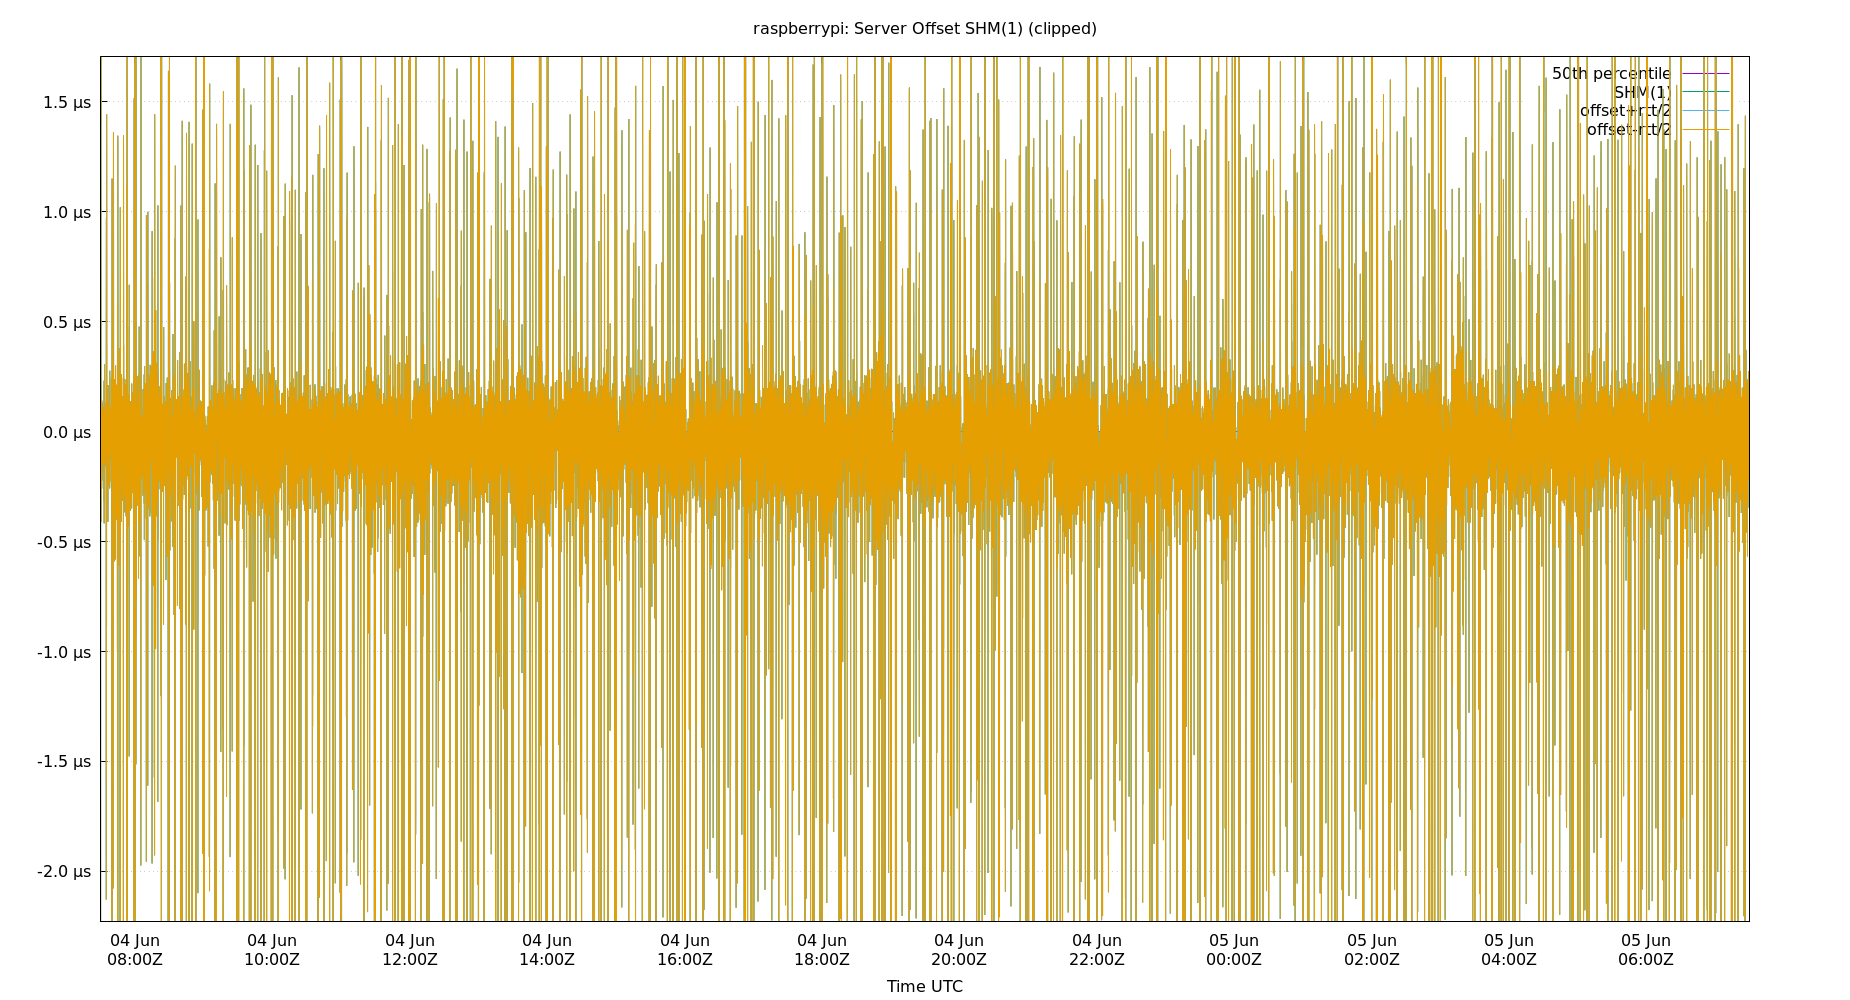 raspberrypi: Server Offset SHM(1) (clipped)
50th percentile
SHM(1)
offset+rtt/2
offset-rtt/2
1.5 µs
1.0 µs
0.5 µs
0.0 µs
-0.5 µs
-1.0 µs
-1.5 µs
-2.0 µs
04 Jun 04 Jun 04 Jun 04 Jun 04 Jun 04 Jun 04 Jun 04 Jun 05 Jun 05 Jun 05 Jun 05 Jun
08:00Z 10:00Z 12:00Z 14:00Z 16:00Z 18:00Z 20:00Z 22:00Z 00:00Z 02:00Z 04:00Z 06:00Z
Time UTC